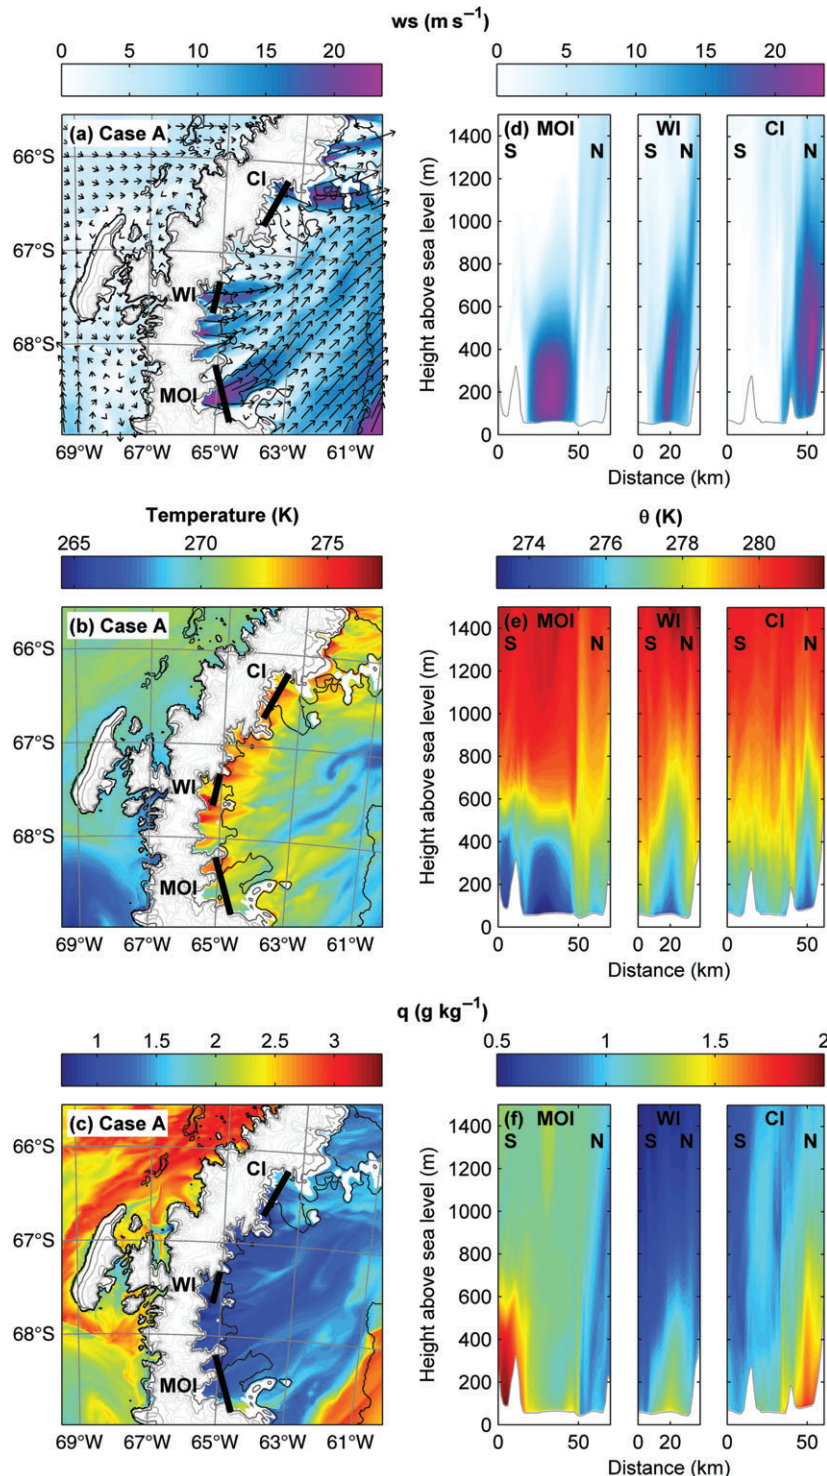 ws (m s⁻¹)
0 5 10 15 20
0 5 10 15 20
(a) Case A
CI
WI
MOI
66°S
67°S
68°S
69°W 67°W 65°W 63°W 61°W
(d) MOI WI CI
S N S N S N
Height above sea level (m)
1400
1200
1000
800
600
400
200
0
0 50 0 20 0 50
Distance (km)
Temperature (K)
265 270 275
θ (K)
274 276 278 280
(b) Case A
CI
WI
MOI
66°S
67°S
68°S
69°W 67°W 65°W 63°W 61°W
(e) MOI WI CI
S N S N S N
Height above sea level (m)
1400
1200
1000
800
600
400
200
0
0 50 0 20 0 50
Distance (km)
q (g kg⁻¹)
1 1.5 2 2.5 3
0.5 1 1.5 2
(c) Case A
CI
WI
MOI
66°S
67°S
68°S
69°W 67°W 65°W 63°W 61°W
(f) MOI WI CI
S N S N S N
Height above sea level (m)
1400
1200
1000
800
600
400
200
0
0 50 0 20 0 50
Distance (km)